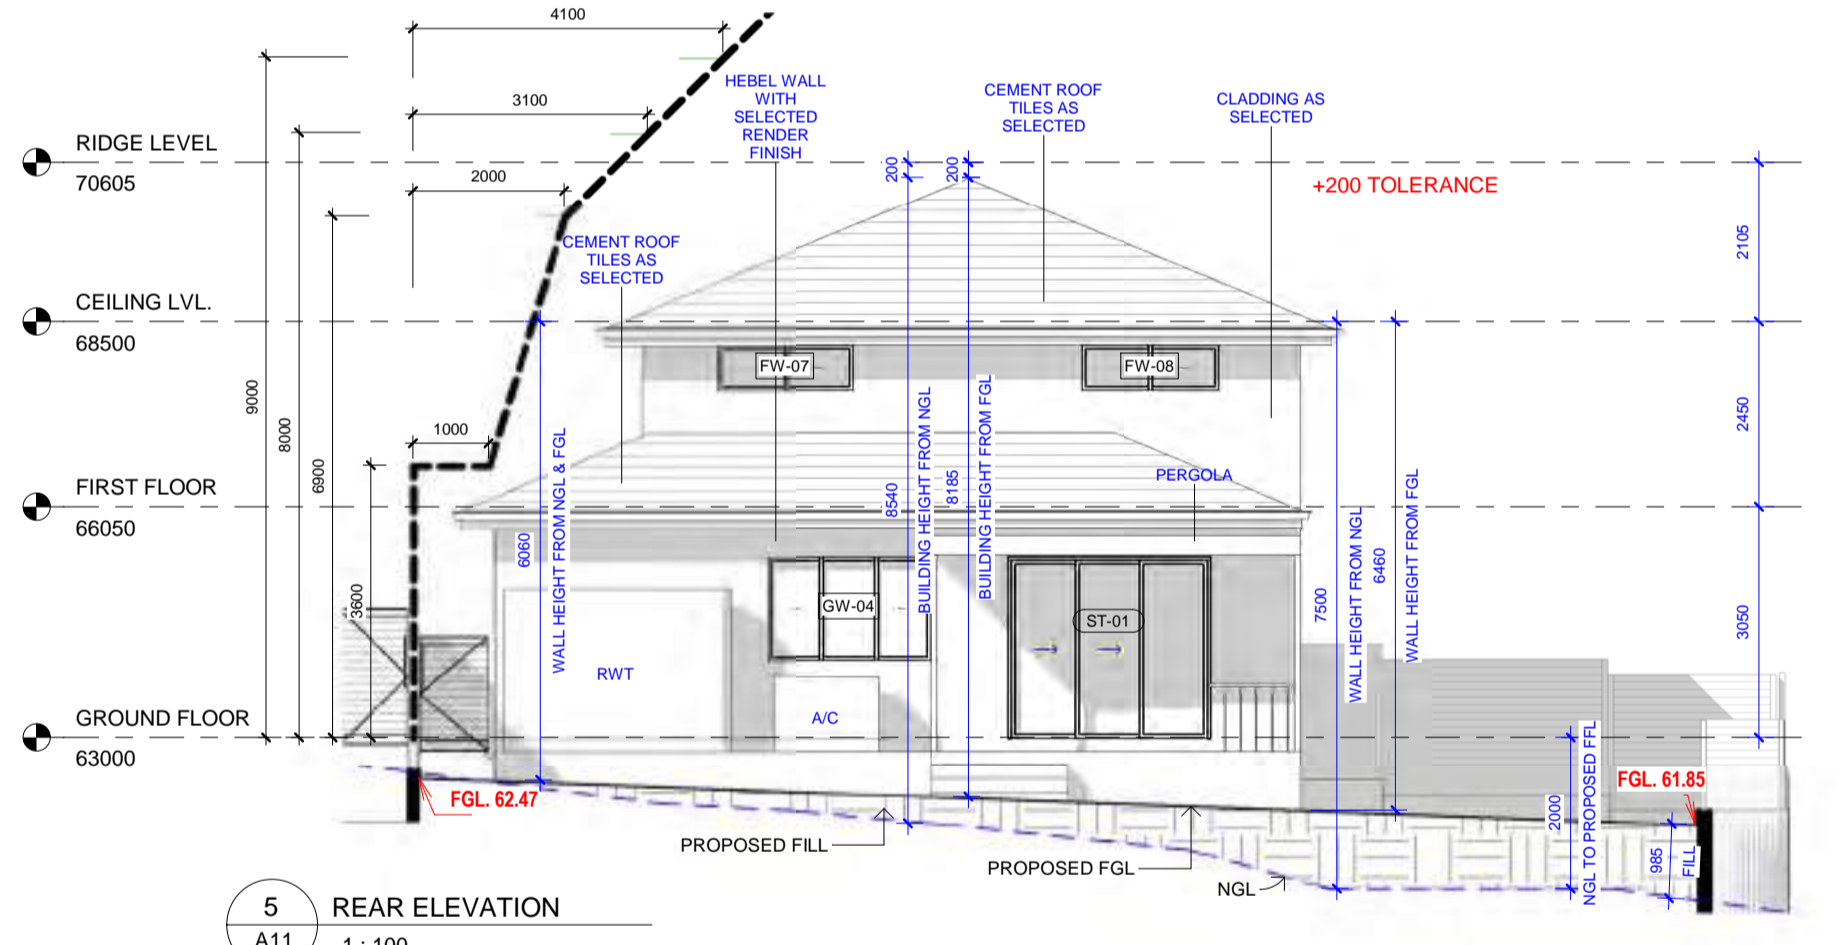 4100
3100
2000
1000
9000
8000
6900
3600
RIDGE LEVEL
70605
CEILING LVL.
68500
FIRST FLOOR
66050
GROUND FLOOR
63000
HEBEL WALL
WITH
SELECTED
RENDER
FINISH
CEMENT ROOF
TILES AS
SELECTED
CEMENT ROOF
TILES AS
SELECTED
CLADDING AS
SELECTED
+200 TOLERANCE
200
200
2105
2450
3050
FW-07
FW-08
PERGOLA
6060
WALL HEIGHT FROM NGL & FGL
8540
BUILDING HEIGHT FROM NGL
8185
BUILDING HEIGHT FROM FGL
7500
WALL HEIGHT FROM NGL
6460
WALL HEIGHT FROM FGL
GW-04
ST-01
RWT
A/C
FGL. 62.47
FGL. 61.85
PROPOSED FILL
PROPOSED FGL
NGL
2000
NGL TO PROPOSED FFL
985
FILL
5
A11
REAR ELEVATION
1 : 100